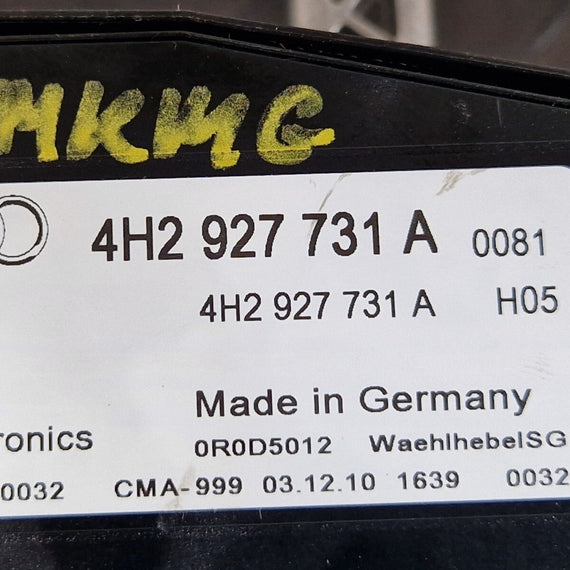 MKMG
4H2 927 731 A 0081
4H2 927 731 A H05
Made in Germany
ronics 0R0D5012 WaehlhebelSG
0032 CMA-999 03.12.10 1639 0032